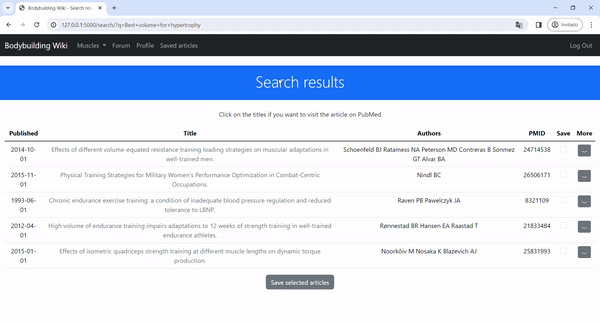 Bodybuilding Wiki - Search resu
127.0.0.1:5000/search/?q=Best+volume+for+hypertrophy
Invitado
Bodybuilding Wiki Muscles Forum Profile Saved articles Log Out
Search results
Click on the titles if you want to visit the article on PubMed
Published Title Authors PMID Save More
2014-10-01 Effects of different volume-equated resistance training loading strategies on muscular adaptations in well-trained men. Schoenfeld BJ Ratamess NA Peterson MD Contreras B Sonmez GT Alvar BA 24714538 ...
2015-11-01 Physical Training Strategies for Military Women's Performance Optimization in Combat-Centric Occupations. Nindl BC 26506171 ...
1993-06-01 Chronic endurance exercise training: a condition of inadequate blood pressure regulation and reduced tolerance to LBNP. Raven PB Pawelczyk JA 8321109 ...
2012-04-01 High volume of endurance training impairs adaptations to 12 weeks of strength training in well-trained endurance athletes. Rønnestad BR Hansen EA Raastad T 21833484 ...
2015-01-01 Effects of isometric quadriceps strength training at different muscle lengths on dynamic torque production. Noorkõiv M Nosaka K Blazevich AJ 25831993 ...
Save selected articles